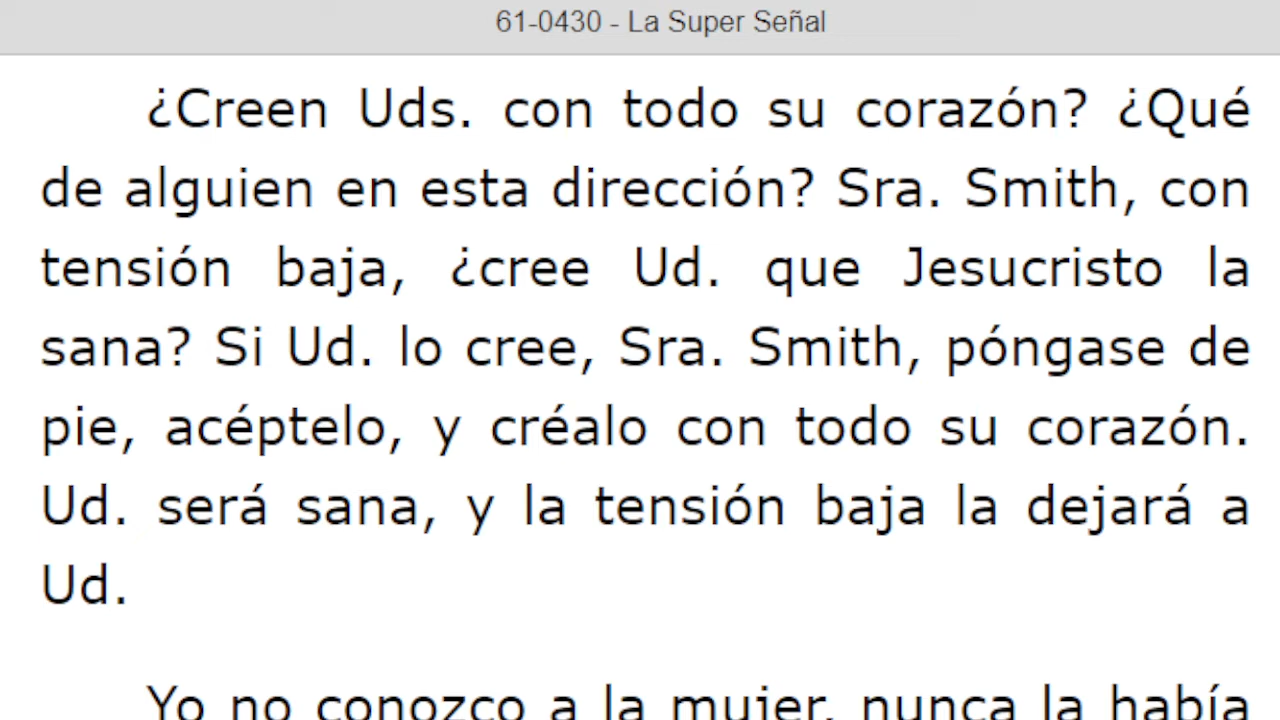 61-0430 - La Super Señal
¿Creen Uds. con todo su corazón? ¿Qué
de alguien en esta dirección? Sra. Smith, con
tensión baja, ¿cree Ud. que Jesucristo la
sana? Si Ud. lo cree, Sra. Smith, póngase de
pie, acéptelo, y créalo con todo su corazón.
Ud. será sana, y la tensión baja la dejará a
Ud.
Yo no conozco a la mujer, nunca la había